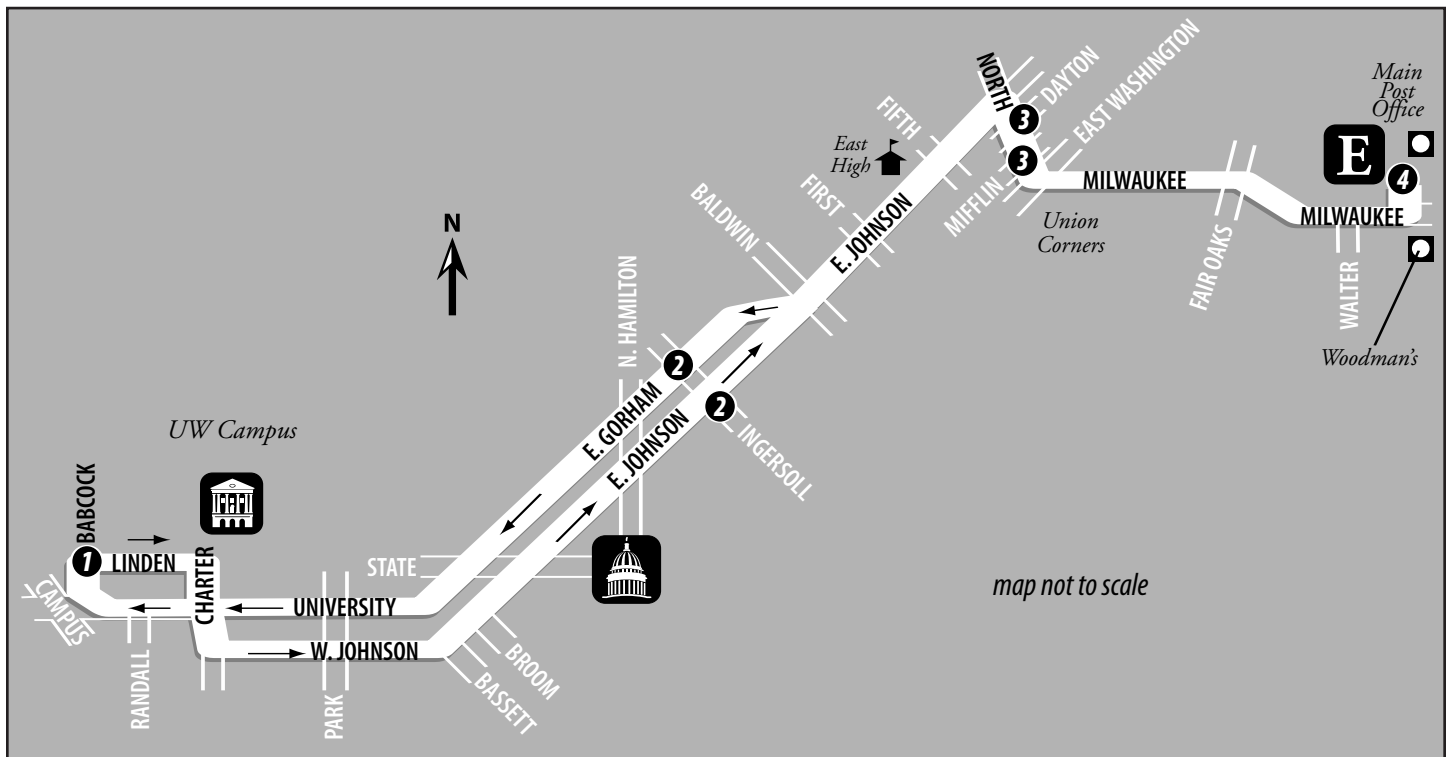 NORTH
DAYTON
EAST WASHINGTON
Main
Post
Office
FIFTH
3
E
East
High
3
MILWAUKEE
4
FIRST
MIFFLIN
BALDWIN
E. JOHNSON
Union
Corners
MILWAUKEE
N
FAIR OAKS
WALTER
N. HAMILTON
Woodman's
2
E. GORHAM
2
E. JOHNSON
INGERSOLL
UW Campus
BABCOCK
1
LINDEN
STATE
CHARTER
CAMPUS
UNIVERSITY
map not to scale
W. JOHNSON
RANDALL
PARK
BROOM
BASSETT